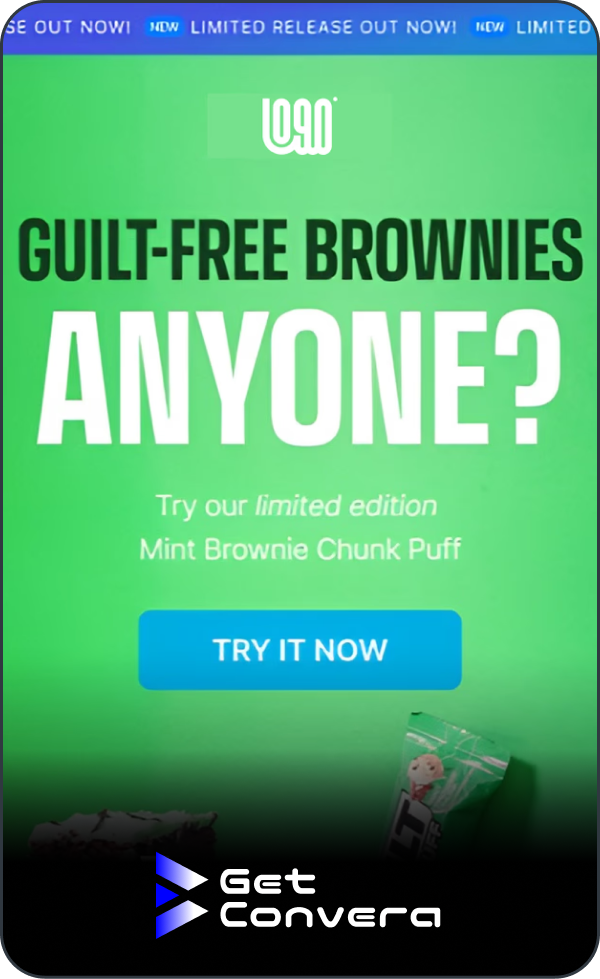 SE OUT NOW! NEW LIMITED RELEASE OUT NOW! NEW LIMITED
GUILT-FREE BROWNIES
ANYONE?
Try our limited edition
Mint Brownie Chunk Puff
TRY IT NOW
LT
Get
Convera